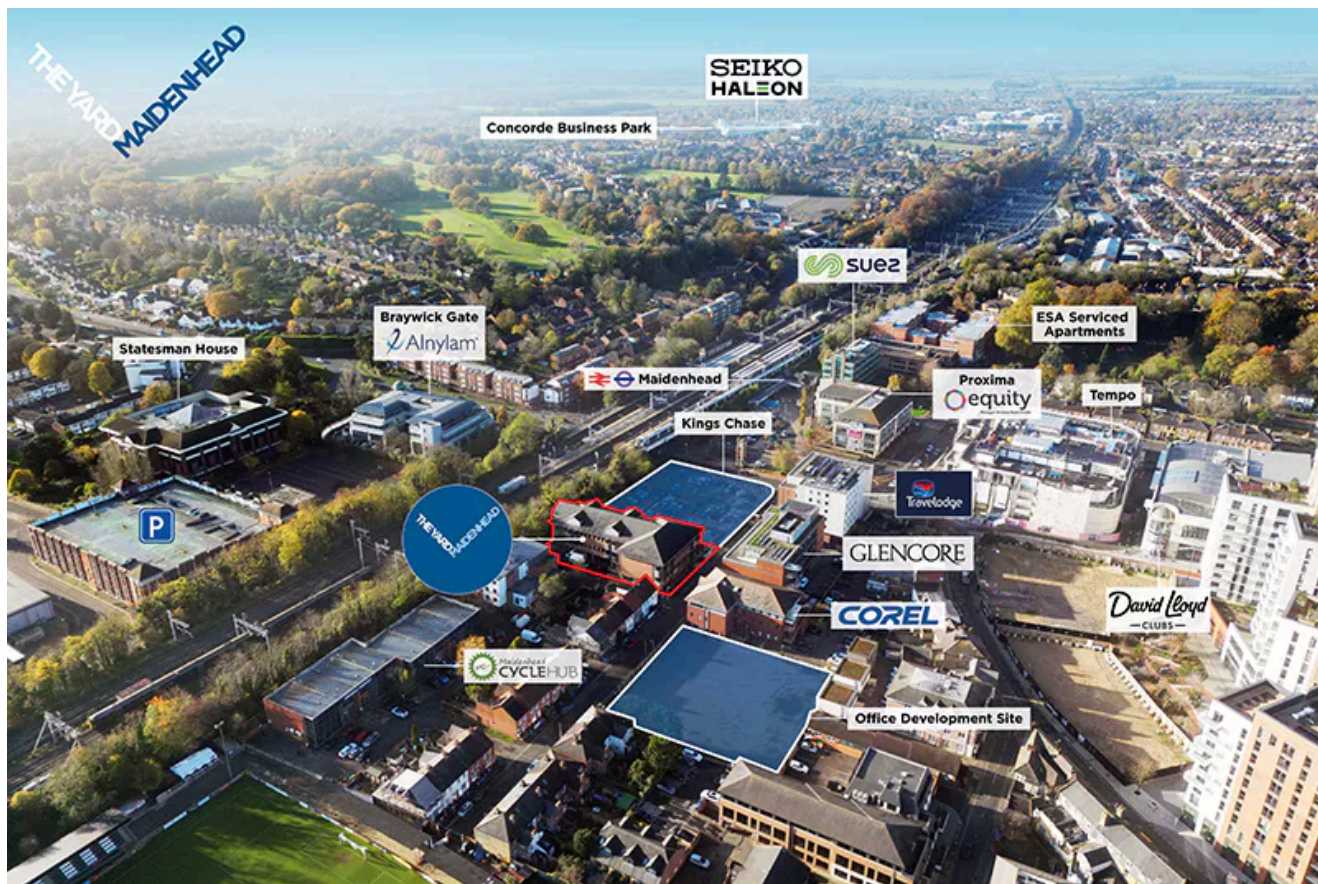 THE YARD
MAIDENHEAD
SEIKO
HALEON
Concorde Business Park
suez
Braywick Gate
Alnylam
ESA Serviced
Apartments
Statesman House
Maidenhead
Proxima
equity
Tempo
Kings Chase
Travelodge
P
THE YARD
MAIDENHEAD
GLENCORE
David Lloyd
CLUBS
COREL
Maidenhead
CYCLEHUB
Office Development Site